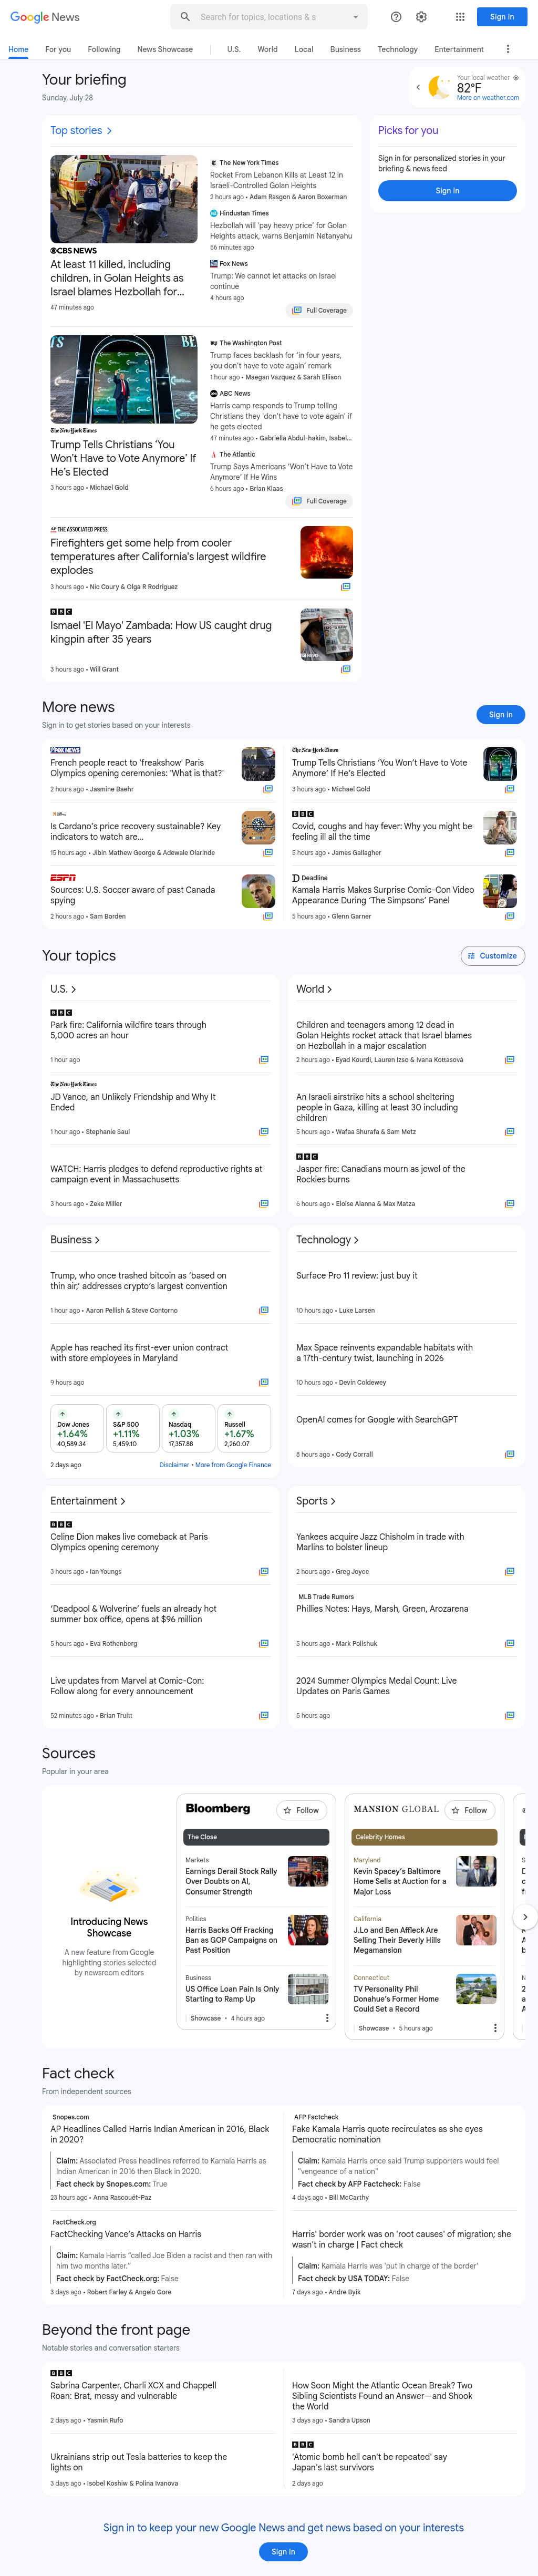 Google News
Search for topics, locations & s
Sign in
Home For you Following News Showcase U.S. World Local Business Technology Entertainment
Your briefing
Sunday, July 28
Your local weather
82°F
More on weather.com
Top stories
CBS NEWS
At least 11 killed, including
children, in Golan Heights as
Israel blames Hezbollah for...
47 minutes ago
The New York Times
Rocket From Lebanon Kills at Least 12 in
Israeli-Controlled Golan Heights
2 hours ago • Adam Rasgon & Aaron Boxerman
Hindustan Times
Hezbollah will 'pay heavy price' for Golan
Heights attack, warns Benjamin Netanyahu
56 minutes ago
Fox News
Trump: We cannot let attacks on Israel
continue
4 hours ago
Full Coverage
Picks for you
Sign in for personalized stories in your
briefing & news feed
Sign in
The New York Times
Trump Tells Christians 'You
Won't Have to Vote Anymore' If
He's Elected
3 hours ago • Michael Gold
The Washington Post
Trump faces backlash for 'in four years,
you don't have to vote again' remark
1 hour ago • Maegan Vazquez & Sarah Ellison
ABC News
Harris camp responds to Trump telling
Christians they 'don't have to vote again' if
he gets elected
47 minutes ago • Gabriella Abdul-hakim, Isabel...
The Atlantic
Trump Says Americans 'Won't Have to Vote
Anymore' If He Wins
6 hours ago • Brian Klaas
Full Coverage
AP THE ASSOCIATED PRESS
Firefighters get some help from cooler
temperatures after California's largest wildfire
explodes
3 hours ago • Nic Coury & Olga R Rodriguez
BBC
Ismael 'El Mayo' Zambada: How US caught drug
kingpin after 35 years
3 hours ago • Will Grant
More news
Sign in to get stories based on your interests
Sign in
FOX NEWS
French people react to 'freakshow' Paris
Olympics opening ceremonies: 'What is that?'
2 hours ago • Jasmine Baehr
The New York Times
Trump Tells Christians 'You Won't Have to Vote
Anymore' If He's Elected
3 hours ago • Michael Gold
Is Cardano's price recovery sustainable? Key
indicators to watch are...
15 hours ago • Jibin Mathew George & Adewale Olarinde
BBC
Covid, coughs and hay fever: Why you might be
feeling ill all the time
5 hours ago • James Gallagher
ESPN
Sources: U.S. Soccer aware of past Canada
spying
2 hours ago • Sam Borden
Deadline
Kamala Harris Makes Surprise Comic-Con Video
Appearance During 'The Simpsons' Panel
5 hours ago • Glenn Garner
Your topics
Customize
U.S.
BBC
Park fire: California wildfire tears through
5,000 acres an hour
1 hour ago
The New York Times
JD Vance, an Unlikely Friendship and Why It
Ended
1 hour ago • Stephanie Saul
WATCH: Harris pledges to defend reproductive rights at
campaign event in Massachusetts
3 hours ago • Zeke Miller
World
Children and teenagers among 12 dead in
Golan Heights rocket attack that Israel blames
on Hezbollah in a major escalation
2 hours ago • Eyad Kourdi, Lauren Izso & Ivana Kottasová
An Israeli airstrike hits a school sheltering
people in Gaza, killing at least 30 including
children
5 hours ago • Wafaa Shurafa & Sam Metz
BBC
Jasper fire: Canadians mourn as jewel of the
Rockies burns
6 hours ago • Eloise Alanna & Max Matza
Business
Trump, who once trashed bitcoin as 'based on
thin air,' addresses crypto's largest convention
1 hour ago • Aaron Pellish & Steve Contorno
Apple has reached its first-ever union contract
with store employees in Maryland
9 hours ago
Dow Jones
+1.64%
40,589.34
S&P 500
+1.11%
5,459.10
Nasdaq
+1.03%
17,357.88
Russell
+1.67%
2,260.07
2 days ago
Disclaimer • More from Google Finance
Technology
Surface Pro 11 review: just buy it
10 hours ago • Luke Larsen
Max Space reinvents expandable habitats with
a 17th-century twist, launching in 2026
10 hours ago • Devin Coldewey
OpenAI comes for Google with SearchGPT
8 hours ago • Cody Corrall
Entertainment
BBC
Celine Dion makes live comeback at Paris
Olympics opening ceremony
3 hours ago • Ian Youngs
'Deadpool & Wolverine' fuels an already hot
summer box office, opens at $96 million
5 hours ago • Eva Rothenberg
Live updates from Marvel at Comic-Con:
Follow along for every announcement
52 minutes ago • Brian Truitt
Sports
Yankees acquire Jazz Chisholm in trade with
Marlins to bolster lineup
2 hours ago • Greg Joyce
MLB Trade Rumors
Phillies Notes: Hays, Marsh, Green, Arozarena
5 hours ago • Mark Polishuk
2024 Summer Olympics Medal Count: Live
Updates on Paris Games
5 hours ago
Sources
Popular in your area
Introducing News
Showcase
A new feature from Google
highlighting stories selected
by newsroom editors
Bloomberg
Follow
The Close
Markets
Earnings Derail Stock Rally
Over Doubts on AI,
Consumer Strength
Politics
Harris Backs Off Fracking
Ban as GOP Campaigns on
Past Position
Business
US Office Loan Pain Is Only
Starting to Ramp Up
Showcase • 4 hours ago
MANSION GLOBAL
Follow
Celebrity Homes
Maryland
Kevin Spacey's Baltimore
Home Sells at Auction for a
Major Loss
California
J.Lo and Ben Affleck Are
Selling Their Beverly Hills
Megamansion
Connecticut
TV Personality Phil
Donahue's Former Home
Could Set a Record
Showcase • 5 hours ago
Fact check
From independent sources
Snopes.com
AP Headlines Called Harris Indian American in 2016, Black
in 2020?
Claim: Associated Press headlines referred to Kamala Harris as
Indian American in 2016 then Black in 2020.
Fact check by Snopes.com: True
23 hours ago • Anna Rascouët-Paz
AFP Factcheck
Fake Kamala Harris quote recirculates as she eyes
Democratic nomination
Claim: Kamala Harris once said Trump supporters would feel
"vengeance of a nation"
Fact check by AFP Factcheck: False
4 days ago • Bill McCarthy
FactCheck.org
FactChecking Vance's Attacks on Harris
Claim: Kamala Harris "called Joe Biden a racist and then ran with
him two months later."
Fact check by FactCheck.org: False
3 days ago • Robert Farley & Angelo Gore
Harris' border work was on 'root causes' of migration; she
wasn't in charge | Fact check
Claim: Kamala Harris was 'put in charge of the border'
Fact check by USA TODAY: False
7 days ago • Andre Byik
Beyond the front page
Notable stories and conversation starters
BBC
Sabrina Carpenter, Charli XCX and Chappell
Roan: Brat, messy and vulnerable
2 days ago • Yasmin Rufo
How Soon Might the Atlantic Ocean Break? Two
Sibling Scientists Found an Answer—and Shook
the World
3 days ago • Sandra Upson
Ukrainians strip out Tesla batteries to keep the
lights on
3 days ago • Isobel Koshiw & Polina Ivanova
BBC
'Atomic bomb hell can't be repeated' say
Japan's last survivors
2 days ago
Sign in to keep your new Google News and get news based on your interests
Sign in